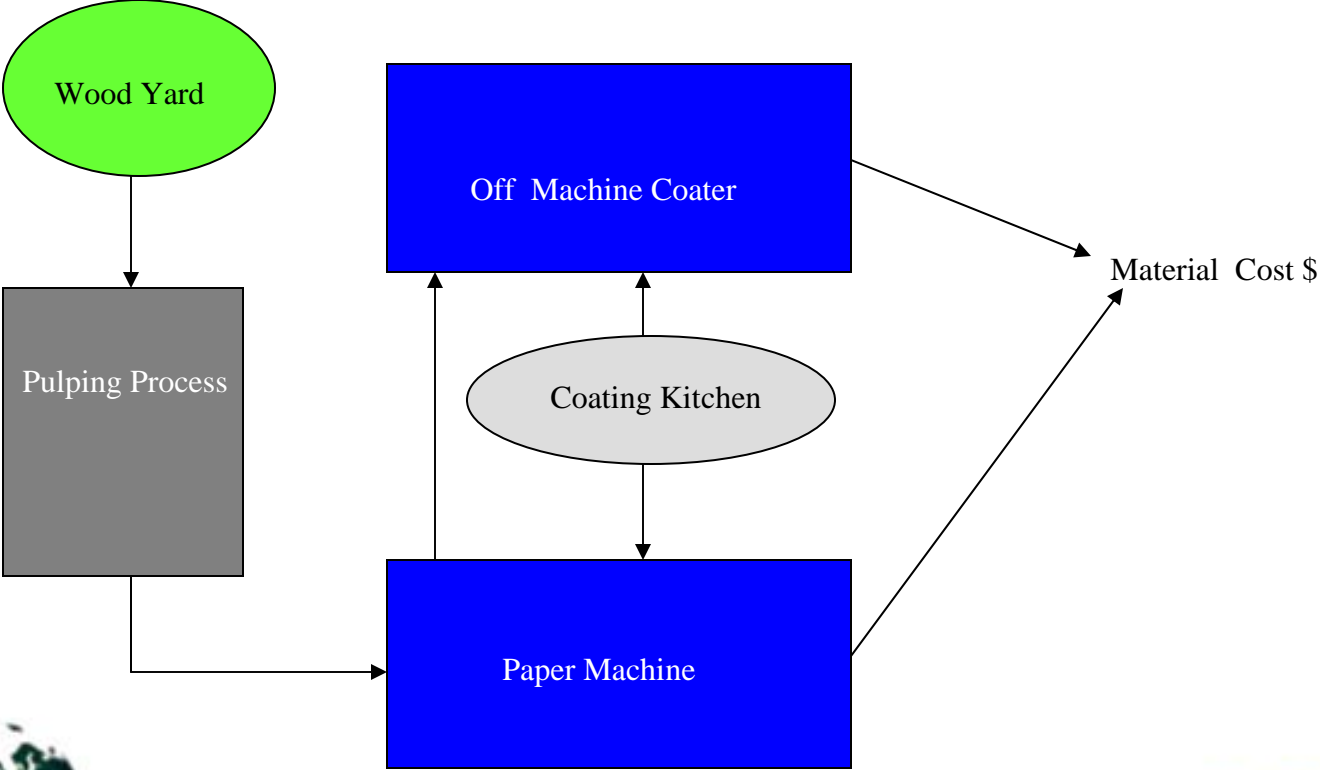 Wood Yard
Off  Machine Coater
Material  Cost $
Pulping Process
Coating Kitchen
Paper Machine